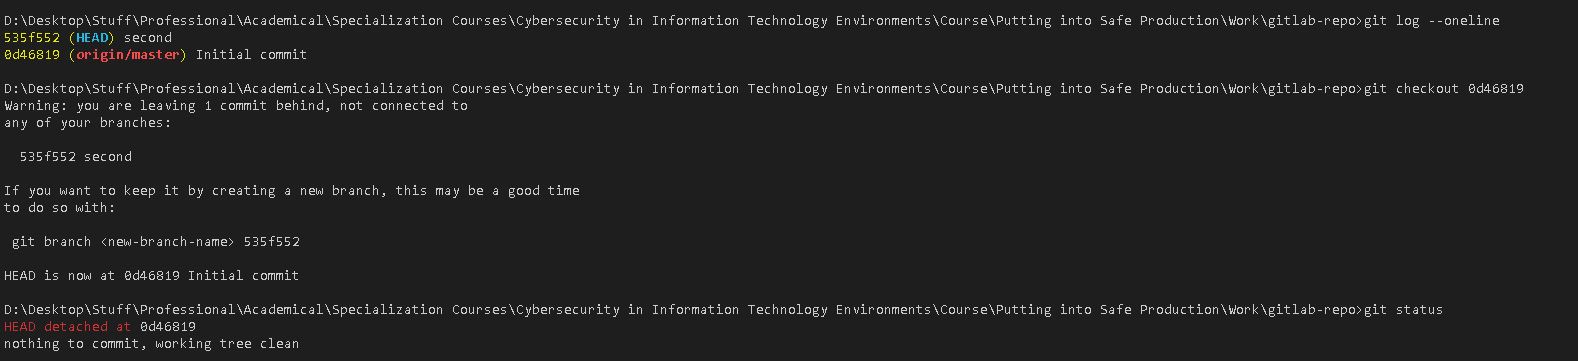 D:\Desktop\Stuff\Professional\Academical\Specialization Courses\Cybersecurity in Information Technology Environments\Course\Putting into Safe Production\Work\gitlab-repo>git log --oneline
535f552 (HEAD) second
0d46819 (origin/master) Initial commit
D:\Desktop\Stuff\Professional\Academical\Specialization Courses\Cybersecurity in Information Technology Environments\Course\Putting into Safe Production\Work\gitlab-repo>git checkout 0d46819
Warning: you are leaving 1 commit behind, not connected to
any of your branches:
535f552 second
If you want to keep it by creating a new branch, this may be a good time
to do so with:
git branch <new-branch-name> 535f552
HEAD is now at 0d46819 Initial commit
D:\Desktop\Stuff\Professional\Academical\Specialization Courses\Cybersecurity in Information Technology Environments\Course\Putting into Safe Production\Work\gitlab-repo>git status
HEAD detached at 0d46819
nothing to commit, working tree clean